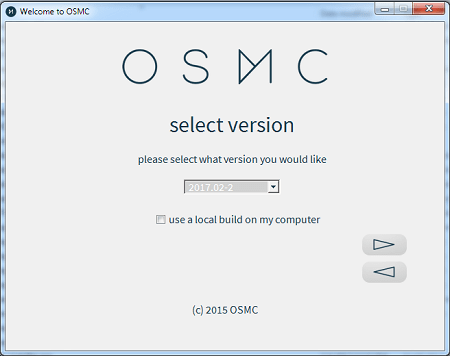 Welcome to OSMC
OSMC
select version
please select what version you would like
2017.02-2
use a local build on my computer
(c) 2015 OSMC